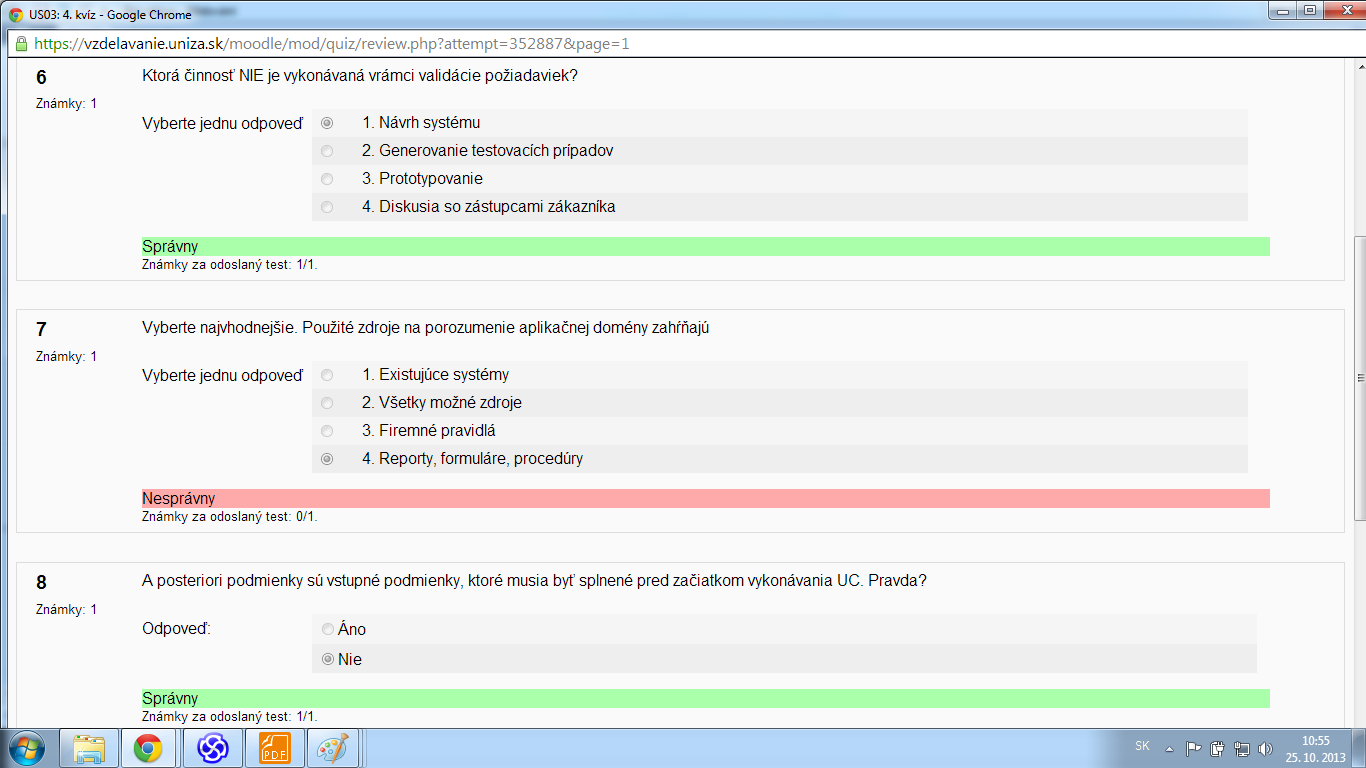 US03: 4. kvíz - Google Chrome
https://vzdelavanie.uniza.sk/moodle/mod/quiz/review.php?attempt=352887&page=1
6
Ktorá činnosť NIE je vykonávaná vrámci validácie požiadaviek?
Známky: 1
Vyberte jednu odpoveď
1. Návrh systému
2. Generovanie testovacích prípadov
3. Prototypovanie
4. Diskusia so zástupcami zákazníka
Správny
Známky za odoslaný test: 1/1.
7
Vyberte najvhodnejšie. Použité zdroje na porozumenie aplikačnej domény zahŕňajú
Známky: 1
Vyberte jednu odpoveď
1. Existujúce systémy
2. Všetky možné zdroje
3. Firemné pravidlá
4. Reporty, formuláre, procedúry
Nesprávny
Známky za odoslaný test: 0/1.
8
A posteriori podmienky sú vstupné podmienky, ktoré musia byť splnené pred začiatkom vykonávania UC. Pravda?
Známky: 1
Odpoveď:
Áno
Nie
Správny
Známky za odoslaný test: 1/1.
PDF
SK
10:55
25. 10. 2013